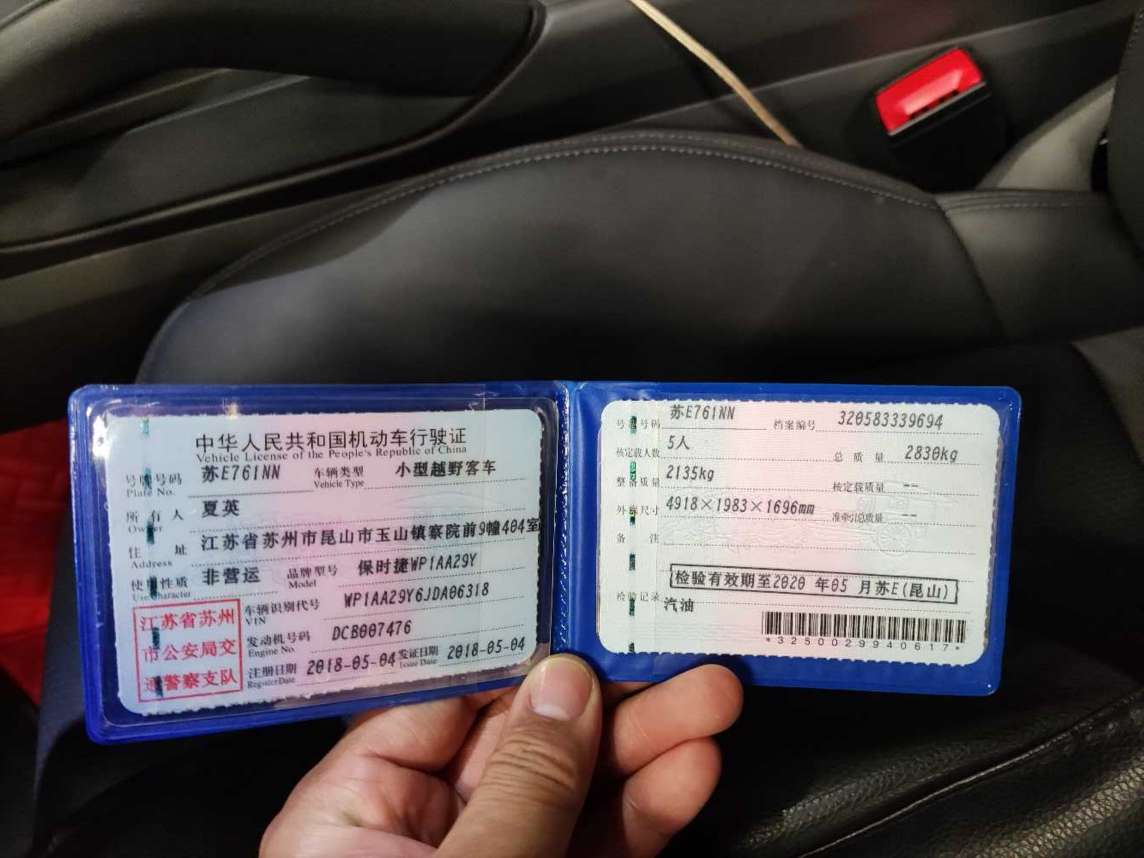 中华人民共和国机动车行驶证
Vehicle License of the People's Republic of China
号牌号码 苏E761NN 车辆类型 小型越野客车
Plate No. Vehicle Type
所有人 夏英
Owner
住址 江苏省苏州市昆山市玉山镇察院前9幢404室
Address
使用性质 非营运 品牌型号 保时捷WP1AA29Y
Use Character Model
江苏省苏州
市公安局交
通警察支队
车辆识别代号 WP1AA29Y6JDA06318
VIN
发动机号码 DCB007476
Engine No.
注册日期 2018-05-04 发证日期 2018-05-04
Register Date Issue Date
号牌号码 苏E761NN 档案编号 320583339694
核定载人数 5人 总质量 2830kg
整备质量 2135kg 核定载质量 --
外廓尺寸 4918×1983×1696mm 准牵引总质量 --
备注
检验有效期至2020年05月苏E(昆山)
检验记录
汽油
*3250029940617*